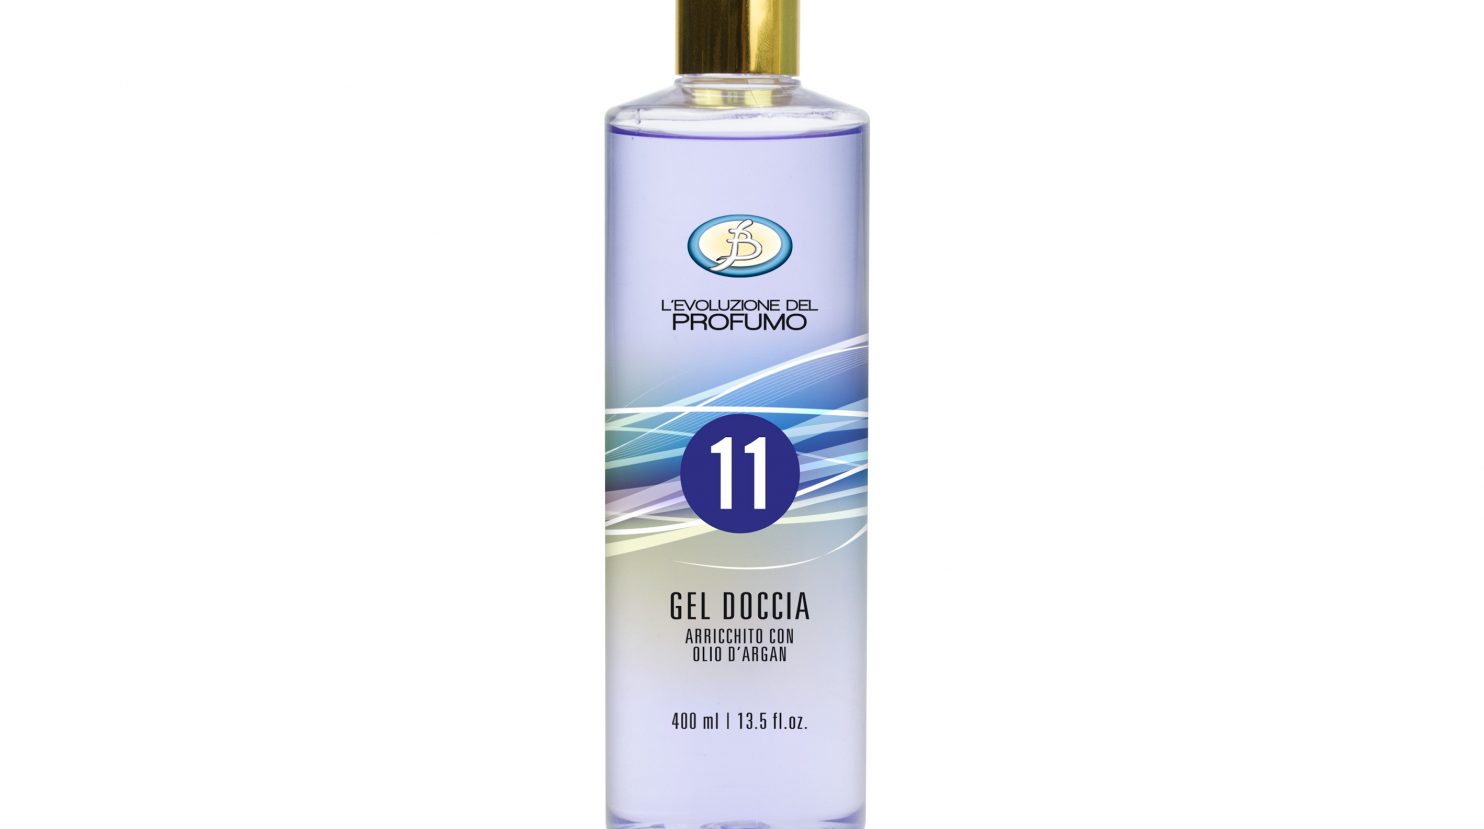 L'EVOLUZIONE DEL
PROFUMO
11
GEL DOCCIA
ARRICCHITO CON
OLIO D'ARGAN
400 ml | 13.5 fl.oz.